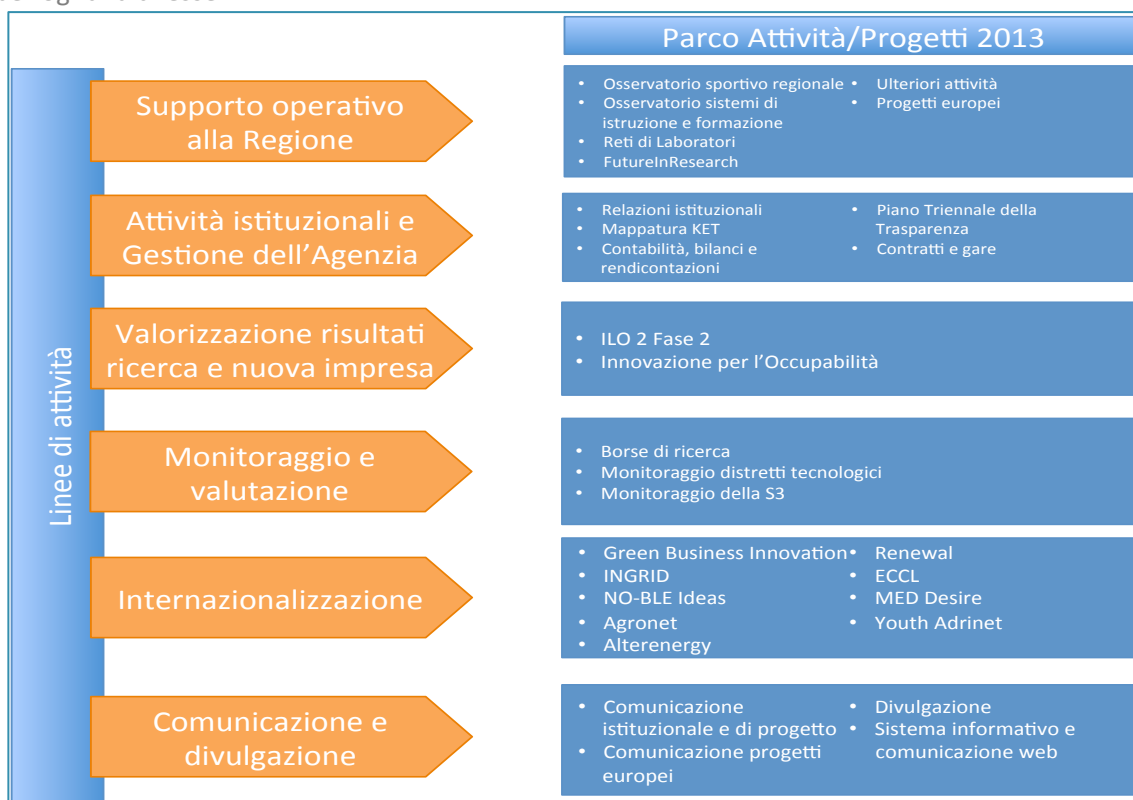 Parco Attività/Progetti 2013
Linee di attività
Supporto operativo
alla Regione
• Osservatorio sportivo regionale
• Osservatorio sistemi di
istruzione e formazione
• Reti di Laboratori
• FutureInResearch
• Ulteriori attività
• Progetti europei
Attività istituzionali e
Gestione dell'Agenzia
• Relazioni istituzionali
• Mappatura KET
• Contabilità, bilanci e
rendicontazioni
• Piano Triennale della
Trasparenza
• Contratti e gare
Valorizzazione risultati
ricerca e nuova impresa
• ILO 2 Fase 2
• Innovazione per l'Occupabilità
Monitoraggio e
valutazione
• Borse di ricerca
• Monitoraggio distretti tecnologici
• Monitoraggio della S3
Internazionalizzazione
• Green Business Innovation
• INGRID
• NO-BLE Ideas
• Agronet
• Alterenergy
• Renewal
• ECCL
• MED Desire
• Youth Adrinet
Comunicazione e
divulgazione
• Comunicazione
istituzionale e di progetto
• Comunicazione progetti
europei
• Divulgazione
• Sistema informativo e
comunicazione web